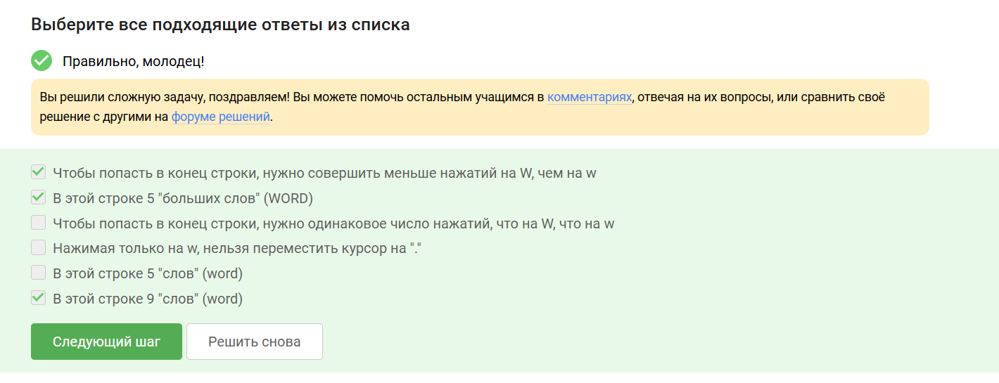 Выберите все подходящие ответы из списка
Правильно, молодец!
Вы решили сложную задачу, поздравляем! Вы можете помочь остальным учащимся в комментариях, отвечая на их вопросы, или сравнить своё
решение с другими на форуме решений.
Чтобы попасть в конец строки, нужно совершить меньше нажатий на W, чем на w
В этой строке 5 "больших слов" (WORD)
Чтобы попасть в конец строки, нужно одинаковое число нажатий, что на W, что на w
Нажимая только на w, нельзя переместить курсор на "."
В этой строке 5 "слов" (word)
В этой строке 9 "слов" (word)
Следующий шаг
Решить снова